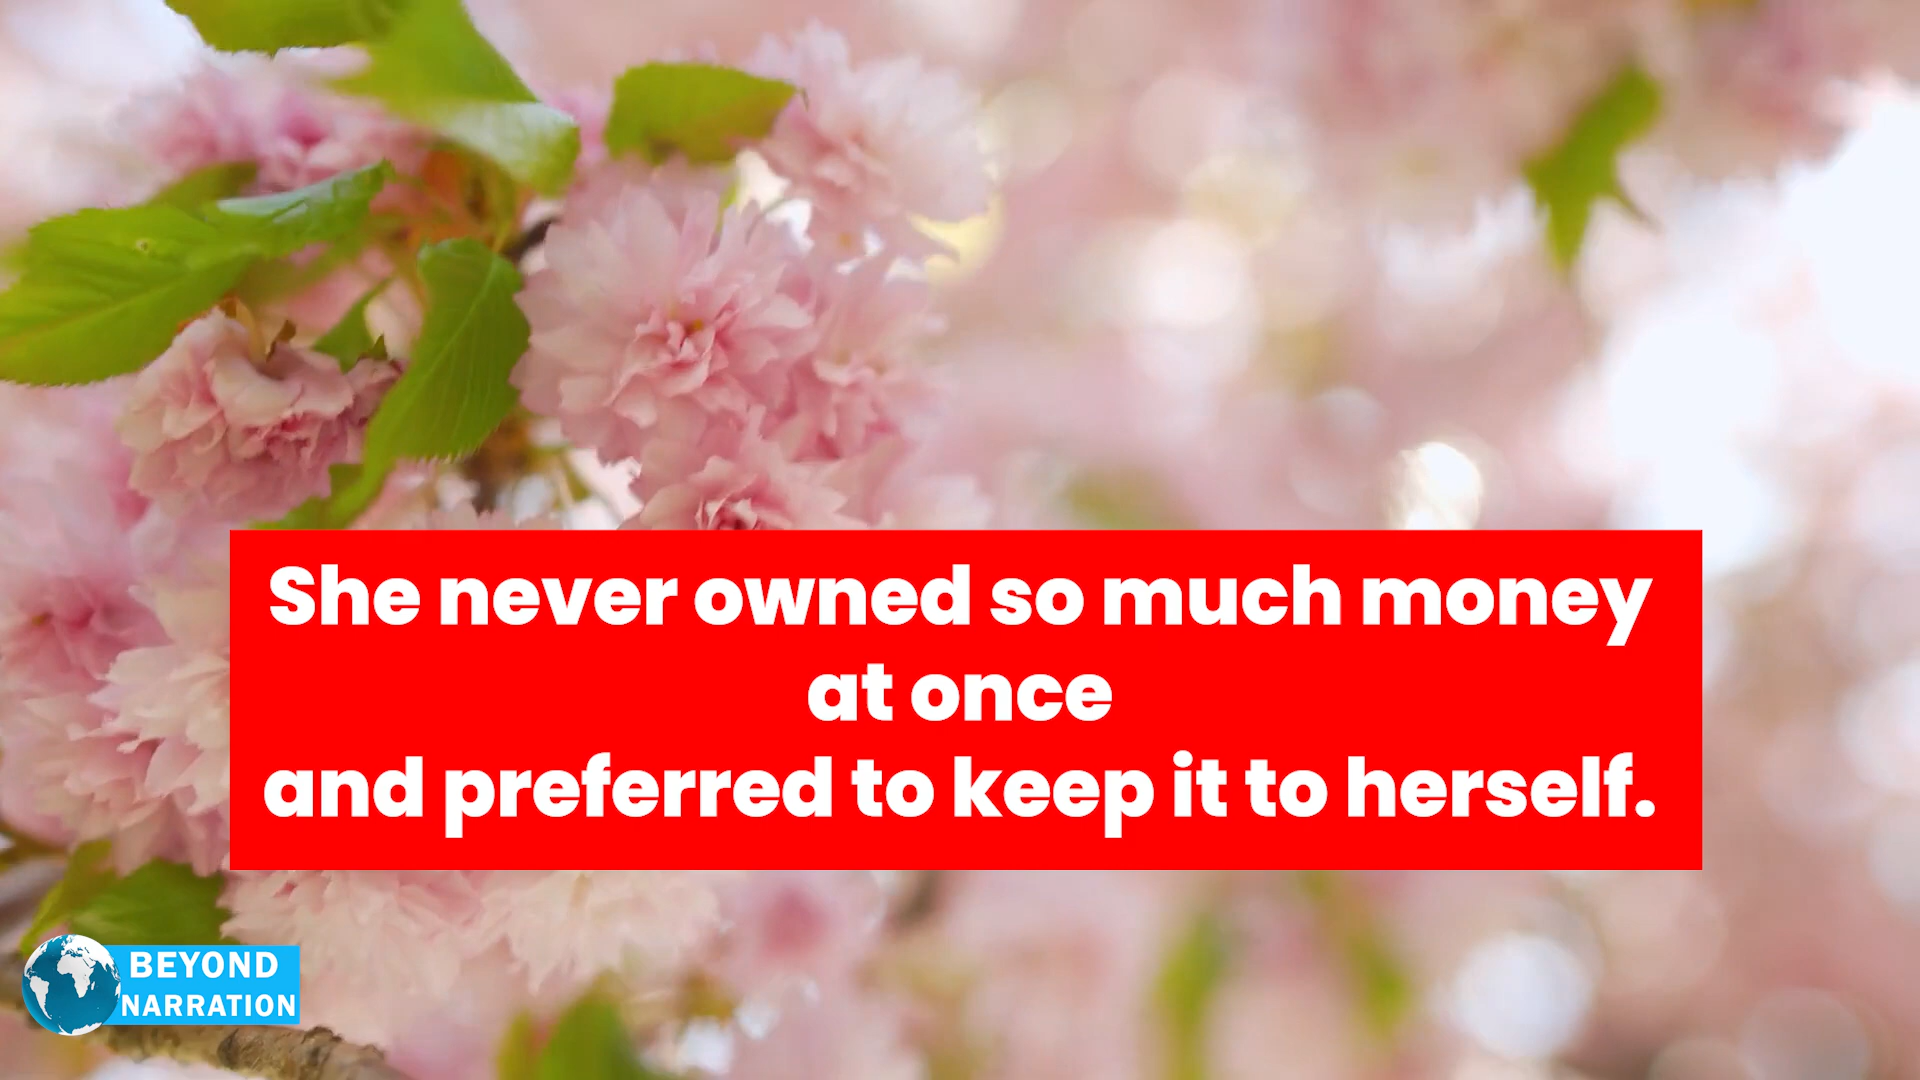 She never owned so much money
at once
and preferred to keep it to herself.
BEYOND
NARRATION